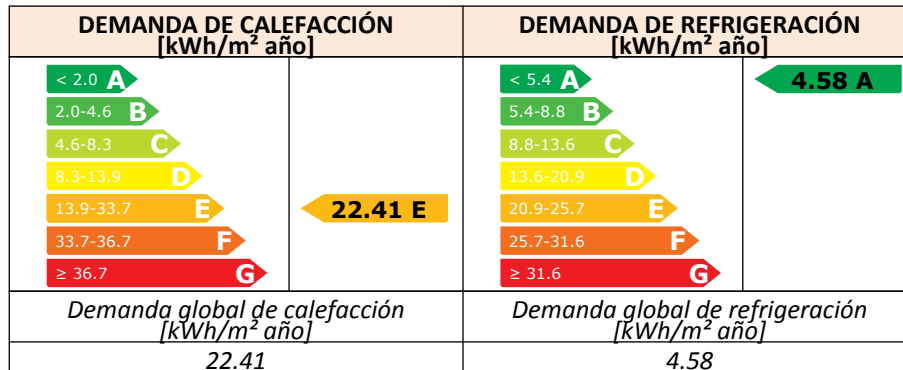 DEMANDA DE CALEFACCIÓN
[kWh/m² año]
DEMANDA DE REFRIGERACIÓN
[kWh/m² año]
< 2.0 A
2.0-4.6 B
4.6-8.3 C
8.3-13.9 D
13.9-33.7 E
33.7-36.7 F
≥ 36.7 G
22.41 E
< 5.4 A
5.4-8.8 B
8.8-13.6 C
13.6-20.9 D
20.9-25.7 E
25.7-31.6 F
≥ 31.6 G
4.58 A
Demanda global de calefacción
[kWh/m² año]
Demanda global de refrigeración
[kWh/m² año]
22.41
4.58